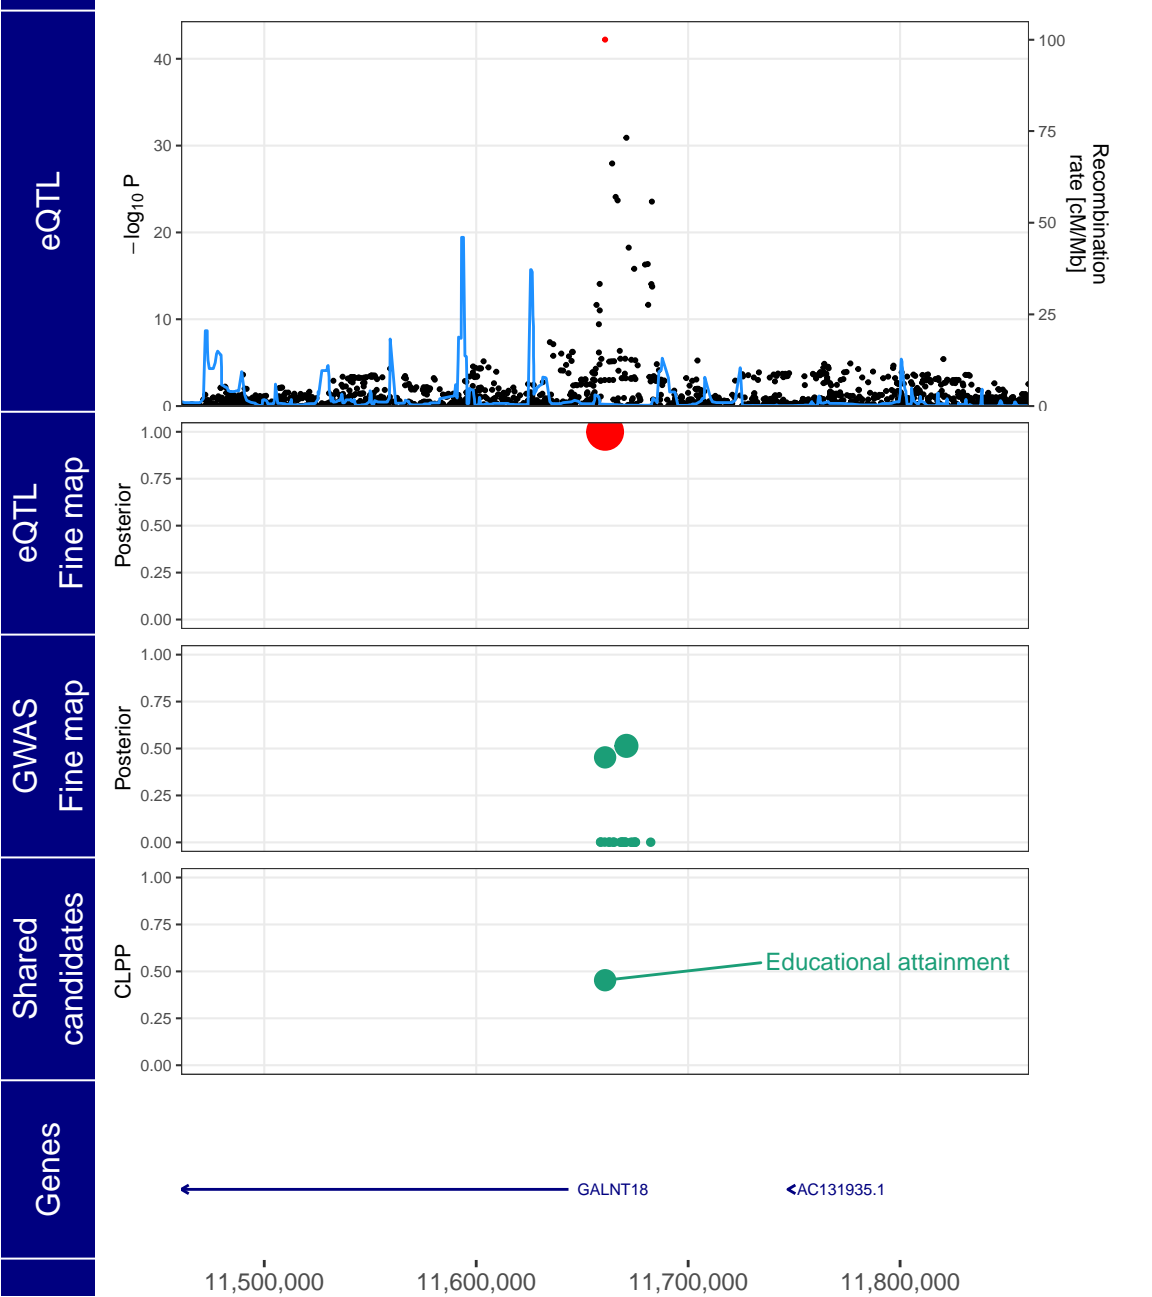 eQTL
−log10 P
40
30
20
10
0
100
75
50
25
0
Recombination
rate [cM/Mb]
eQTL
Fine map
Posterior
1.00
0.75
0.50
0.25
0.00
GWAS
Fine map
Posterior
1.00
0.75
0.50
0.25
0.00
Shared
candidates
CLPP
1.00
0.75
0.50
0.25
0.00
Educational attainment
Genes
GALNT18
AC131935.1
11,500,000
11,600,000
11,700,000
11,800,000